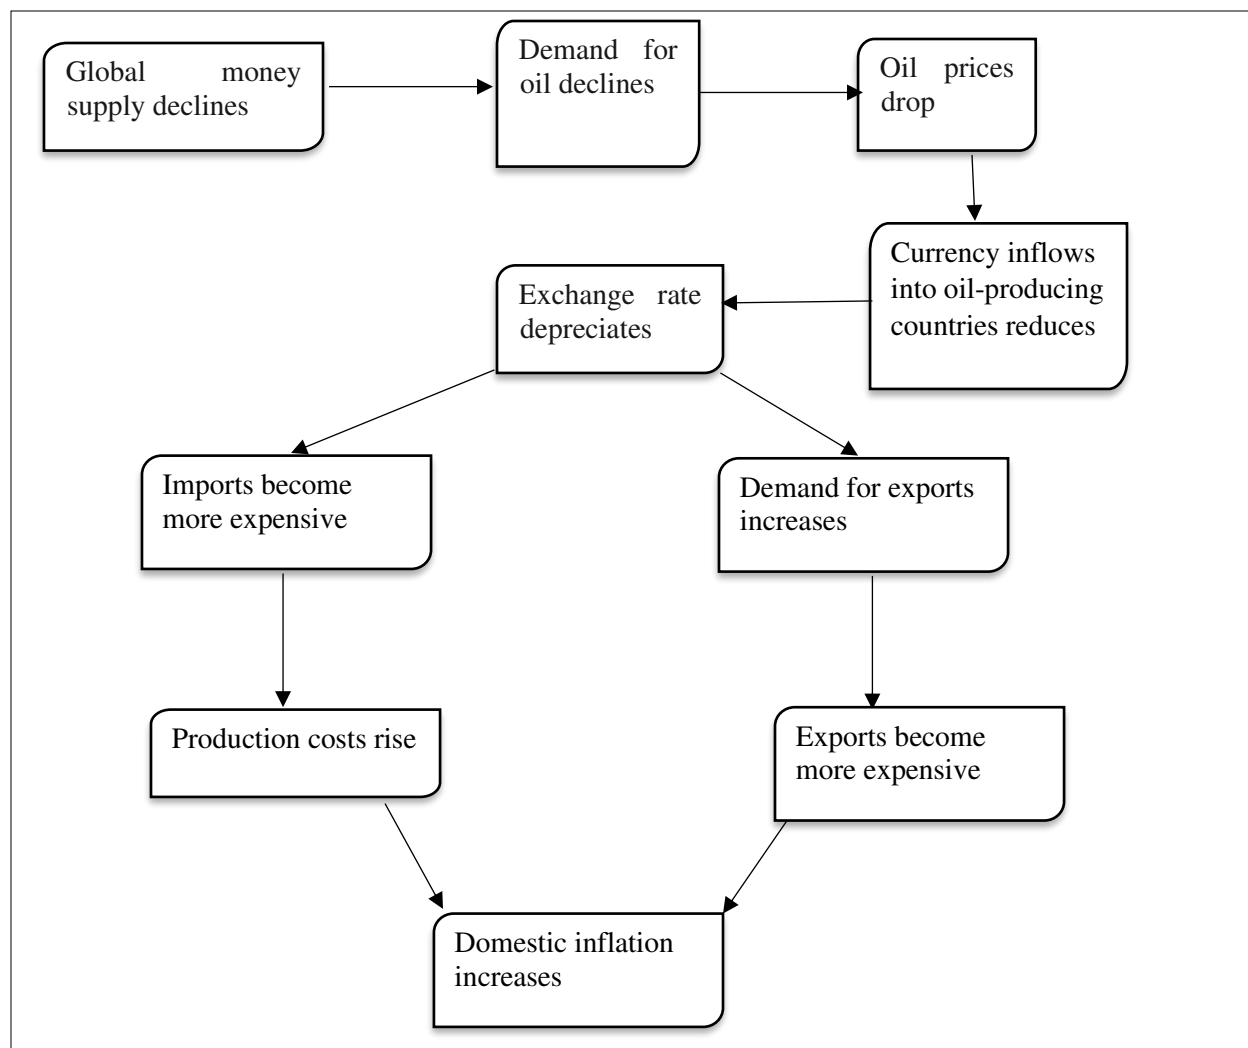 Global money
supply declines
Demand for
oil declines
Oil prices
drop
Currency inflows
into oil-producing
countries reduces
Exchange rate
depreciates
Imports become
more expensive
Demand for exports
increases
Production costs rise
Exports become
more expensive
Domestic inflation
increases